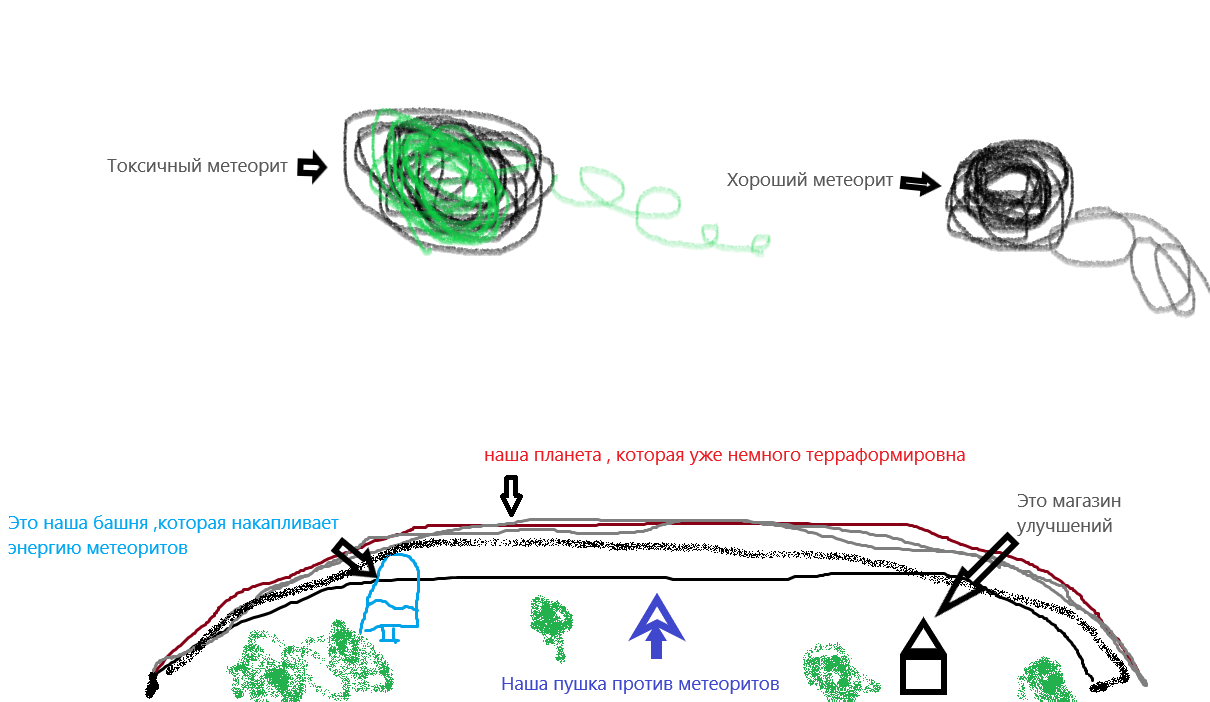 Токсичный метеорит
Хороший метеорит
наша планета , которая уже немного терраформировна
Это наша башня ,которая накапливает
энергию метеоритов
Это магазин
улучшений
Наша пушка против метеоритов